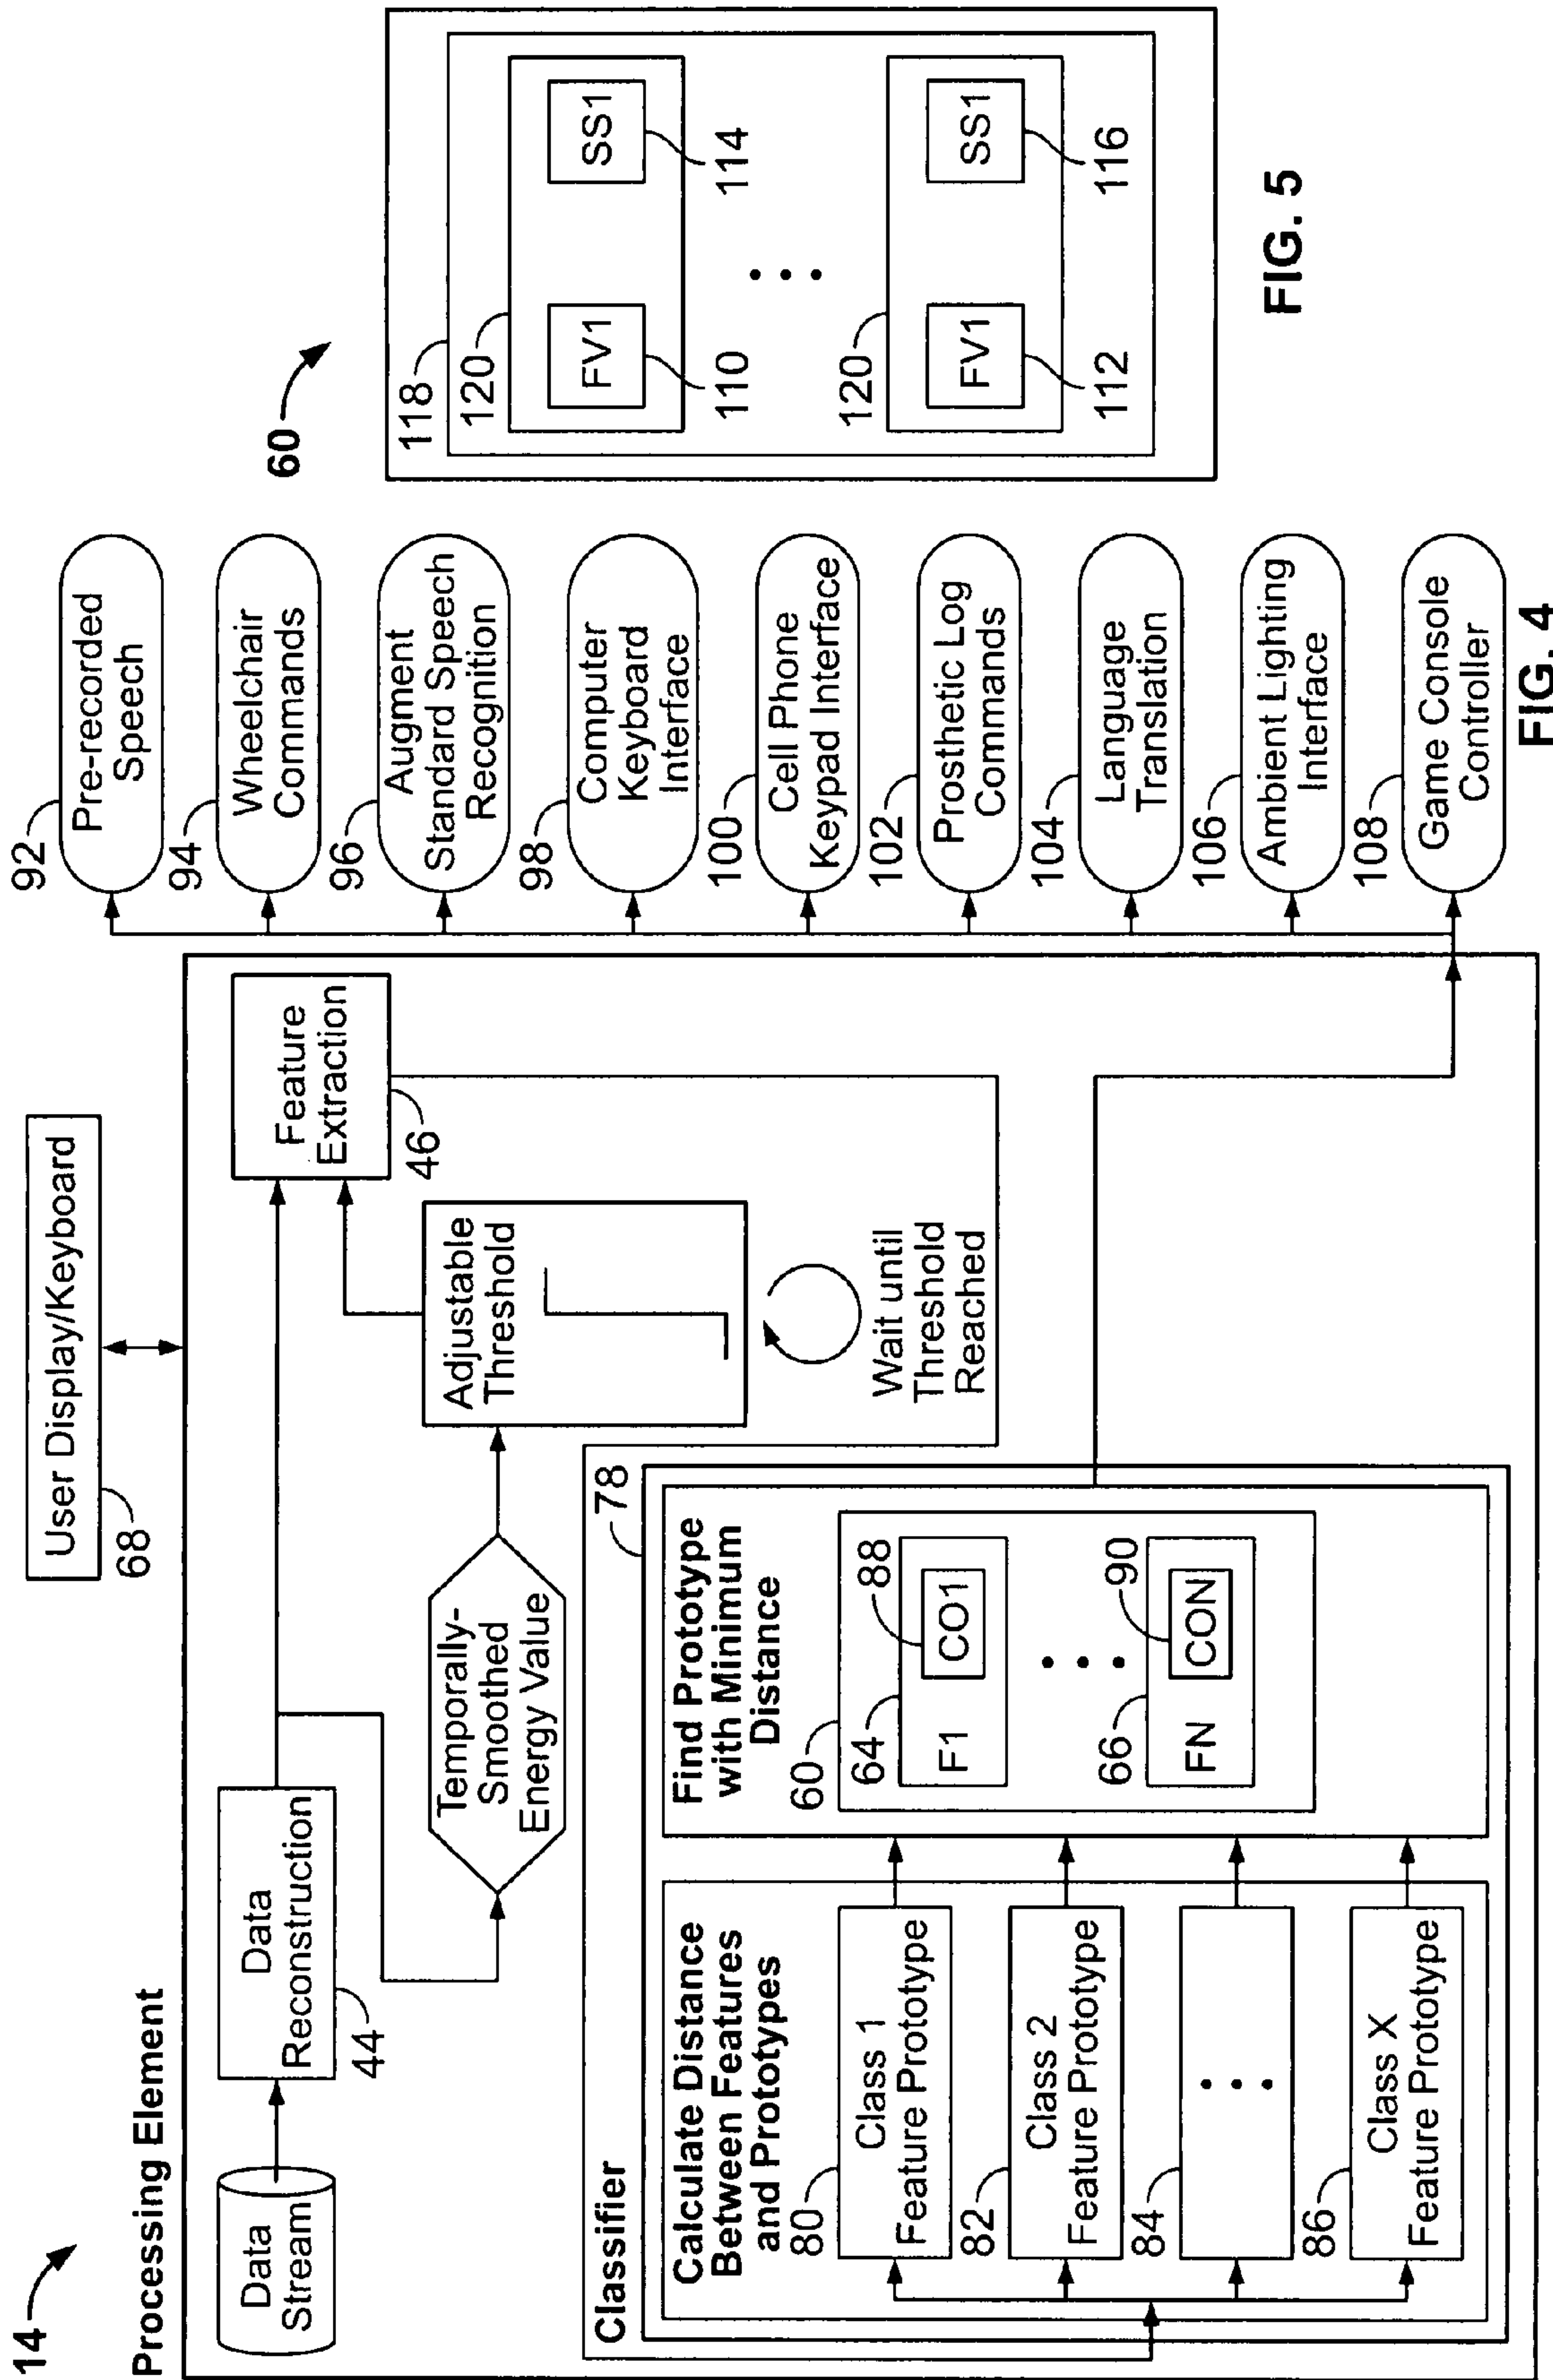 14
Processing Element
User Display/Keyboard
68
Data
Stream
Data
Reconstruction
44
Feature
Extraction
46
Temporally-
Smoothed
Energy Value
Adjustable
Threshold
Wait until
Threshold
Reached
Classifier
78
Calculate Distance
Between Features
and Prototypes
80
Class 1
Feature Prototype
82
Class 2
Feature Prototype
84
86
Class X
Feature Prototype
Find Prototype
with Minimum
Distance
60
64
F1
CO1
88
66
FN
CON
90
92
Pre-recorded
Speech
94
Wheelchair
Commands
96
Augment
Standard Speech
Recognition
98
Computer
Keyboard
Interface
100
Cell Phone
Keypad Interface
102
Prosthetic Log
Commands
104
Language
Translation
106
Ambient Lighting
Interface
108
Game Console
Controller
FIG. 4
60
118
120
FV1
110
SS1
114
120
FV1
112
SS1
116
FIG. 5